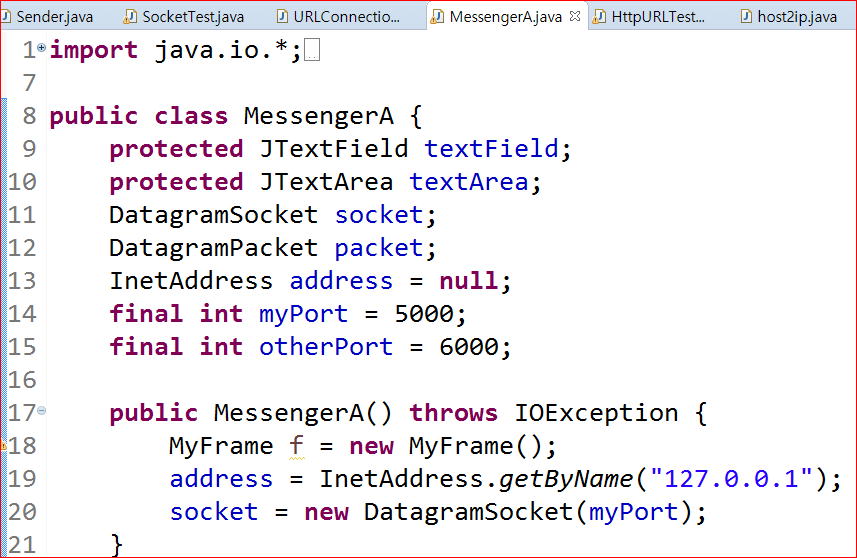 Sender.java SocketTest.java URLConnectio... MessengerA.java HttpURLTest... host2ip.java
1 import java.io.*;
7
8 public class MessengerA {
9 protected JTextField textField;
10 protected JTextArea textArea;
11 DatagramSocket socket;
12 DatagramPacket packet;
13 InetAddress address = null;
14 final int myPort = 5000;
15 final int otherPort = 6000;
16
17 public MessengerA() throws IOException {
18 MyFrame f = new MyFrame();
19 address = InetAddress.getByName("127.0.0.1");
20 socket = new DatagramSocket(myPort);
21 }